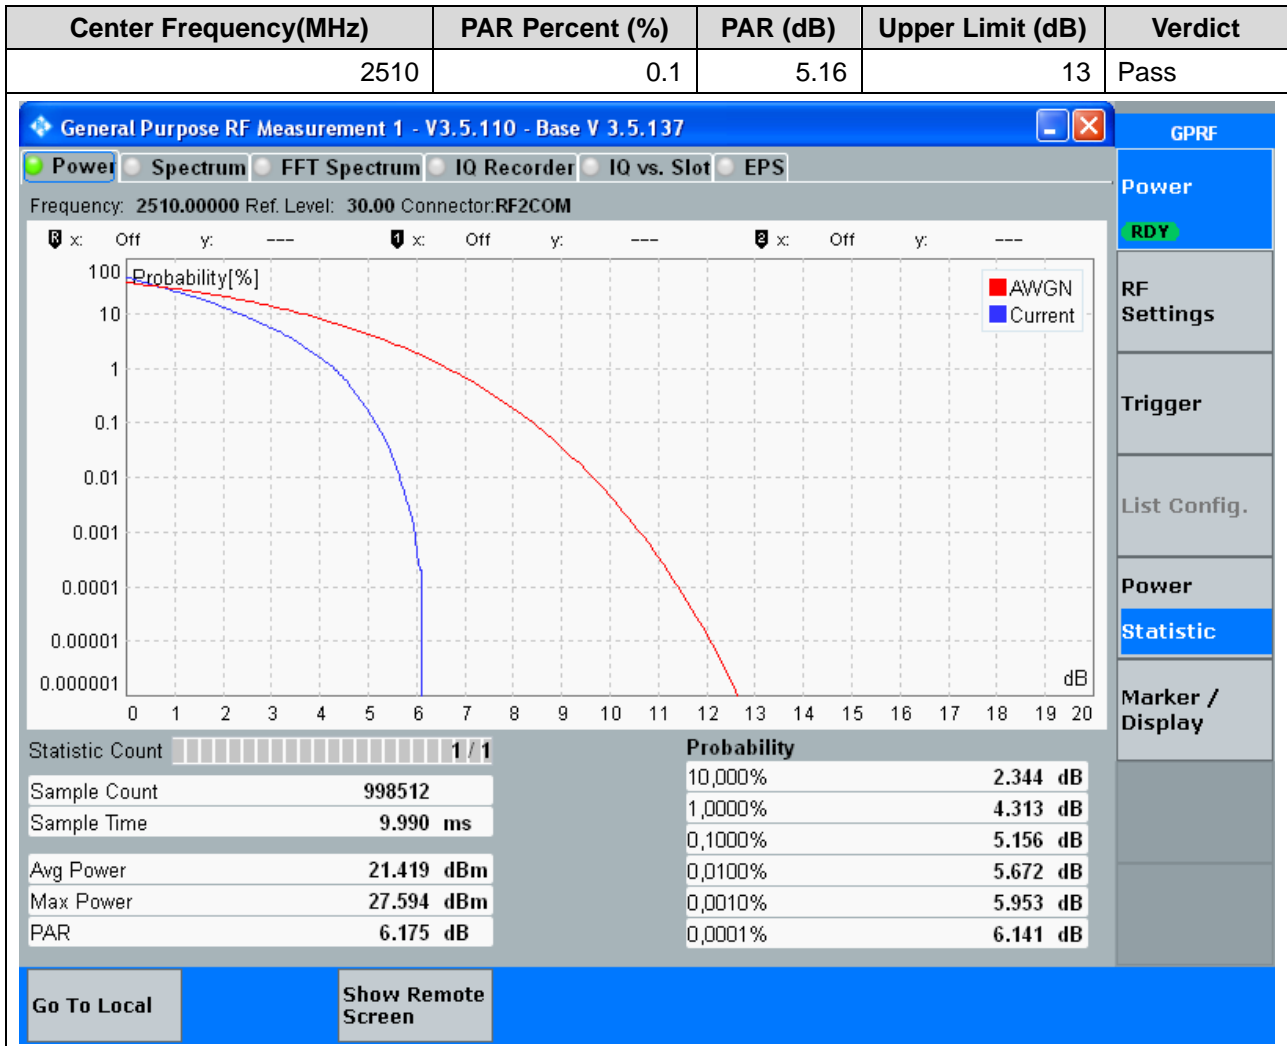 Center Frequency(MHz) PAR Percent (%) PAR (dB) Upper Limit (dB) Verdict
2510 0.1 5.16 13 Pass
General Purpose RF Measurement 1 - V3.5.110 - Base V 3.5.137
GPRF
Power Spectrum FFT Spectrum IQ Recorder IQ vs. Slot EPS
Frequency: 2510.00000 Ref. Level: 30.00 Connector:RF2COM
R x: Off y: --- 1 x: Off y: --- 2 x: Off y: ---
Probability[%]
AWGN
Current
100
10
1
0.1
0.01
0.001
0.0001
0.00001
0.000001
dB
0 1 2 3 4 5 6 7 8 9 10 11 12 13 14 15 16 17 18 19 20
Statistic Count 1 / 1
Sample Count 998512
Sample Time 9.990 ms
Avg Power 21.419 dBm
Max Power 27.594 dBm
PAR 6.175 dB
Probability
10,000% 2.344 dB
1,0000% 4.313 dB
0,1000% 5.156 dB
0,0100% 5.672 dB
0,0010% 5.953 dB
0,0001% 6.141 dB
Power
RDY
RF
Settings
Trigger
List Config.
Power
Statistic
Marker /
Display
Go To Local
Show Remote
Screen